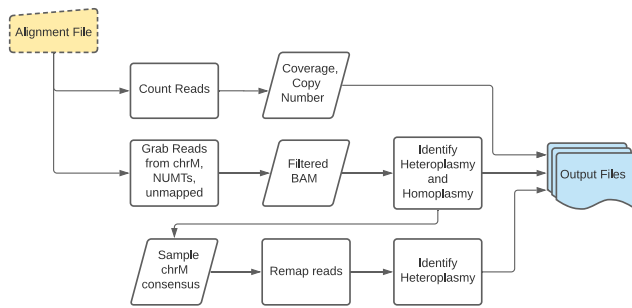 Alignment File
Count Reads
Coverage,
Copy
Number
Grab Reads
from chrM,
NUMTs,
unmapped
Filtered
BAM
Identify
Heteroplasmy
and
Homoplasmy
Output Files
Sample
chrM
consensus
Remap reads
Identify
Heteroplasmy